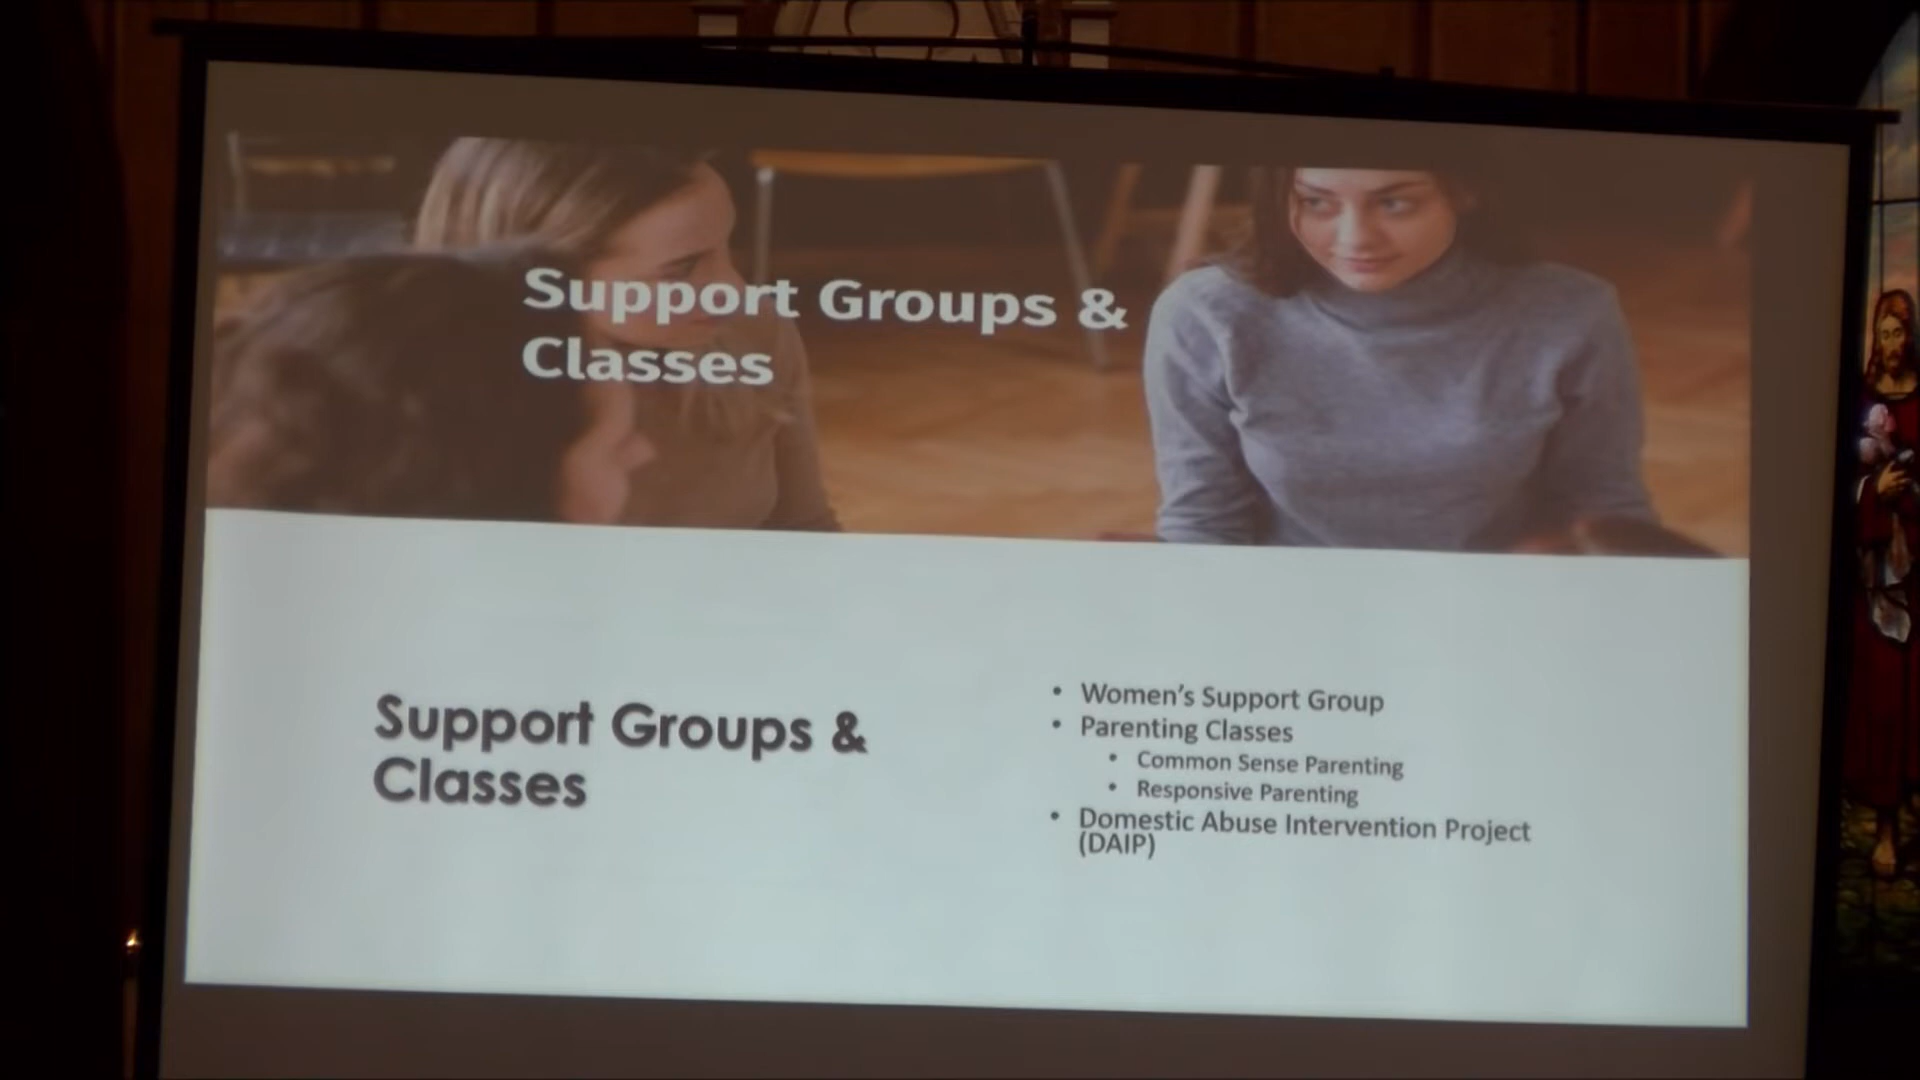 Support Groups &
Classes
Support Groups &
Classes
• Women's Support Group
• Parenting Classes
• Common Sense Parenting
• Responsive Parenting
• Domestic Abuse Intervention Project
(DAIP)